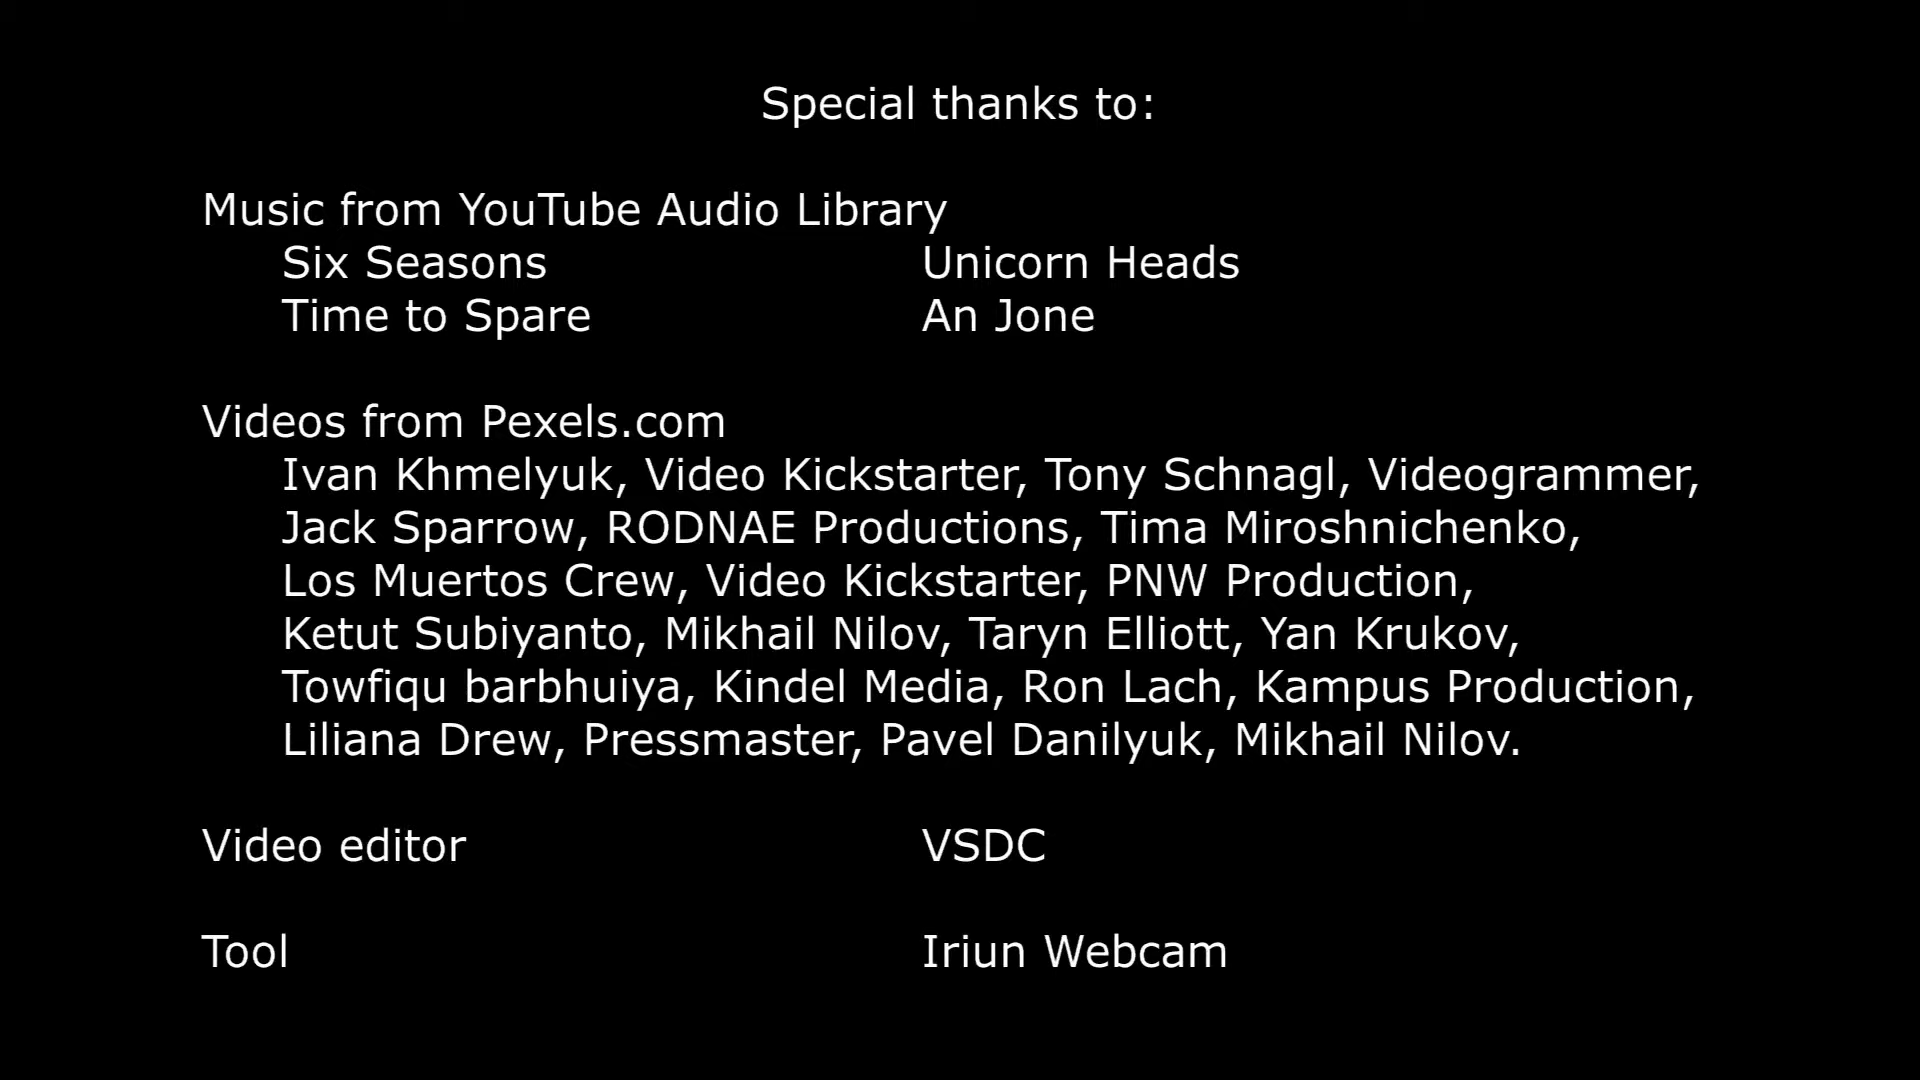 Special thanks to:
Music from YouTube Audio Library
Six Seasons Unicorn Heads
Time to Spare An Jone
Videos from Pexels.com
Ivan Khmelyuk, Video Kickstarter, Tony Schnagl, Videogrammer,
Jack Sparrow, RODNAE Productions, Tima Miroshnichenko,
Los Muertos Crew, Video Kickstarter, PNW Production,
Ketut Subiyanto, Mikhail Nilov, Taryn Elliott, Yan Krukov,
Towfiqu barbhuiya, Kindel Media, Ron Lach, Kampus Production,
Liliana Drew, Pressmaster, Pavel Danilyuk, Mikhail Nilov.
Video editor VSDC
Tool Iriun Webcam